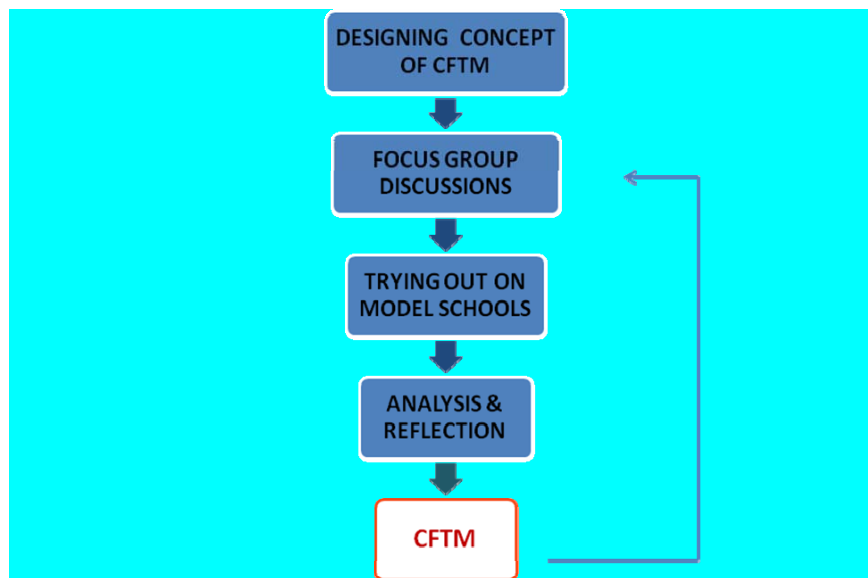 DESIGNING CONCEPT
OF CFTM
FOCUS GROUP
DISCUSSIONS
TRYING OUT ON
MODEL SCHOOLS
ANALYSIS &
REFLECTION
CFTM